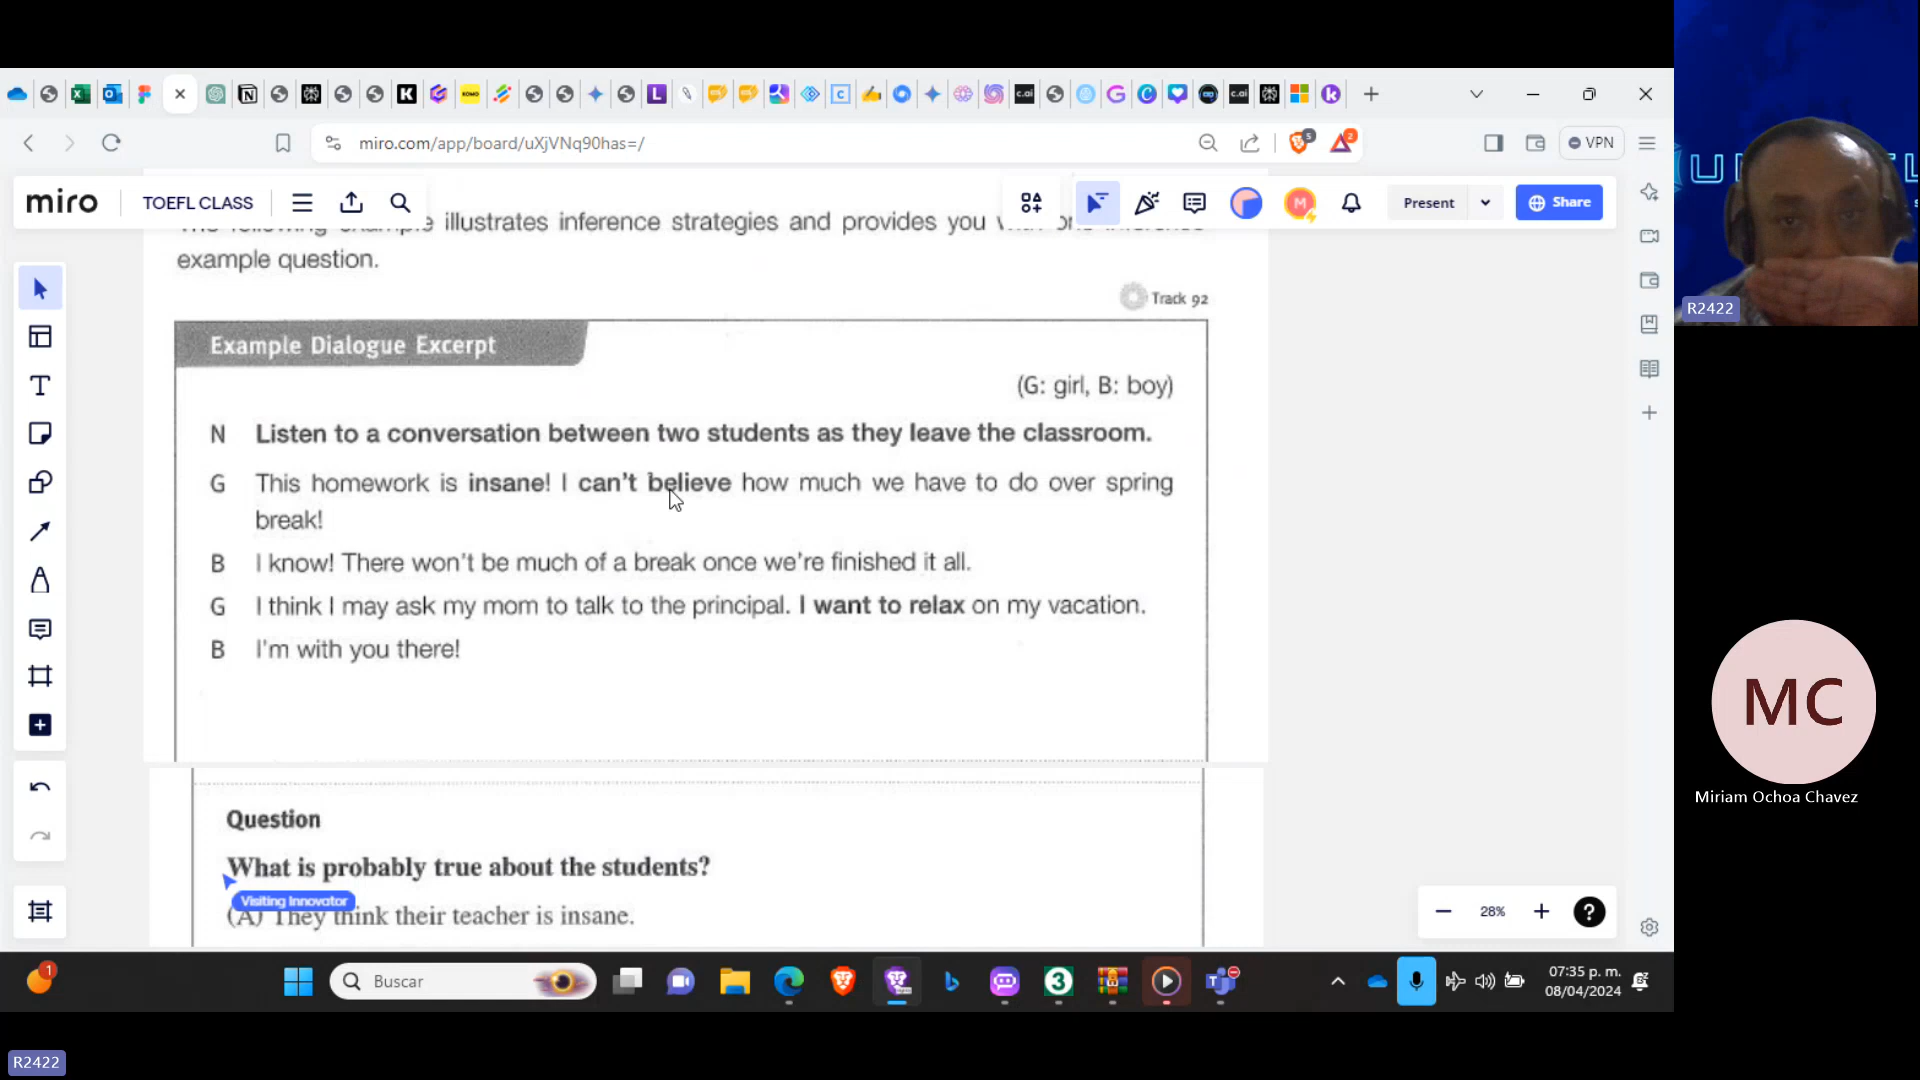 miro.com/app/board/uXjVNq90has=/
VPN
miro
TOEFL CLASS
Present
Share
illustrates inference strategies and provides you
example question.
Track 92
Example Dialogue Excerpt
(G: girl, B: boy)
N Listen to a conversation between two students as they leave the classroom.
G This homework is insane! I can't believe how much we have to do over spring
break!
B I know! There won't be much of a break once we're finished it all.
G I think I may ask my mom to talk to the principal. I want to relax on my vacation.
B I'm with you there!
Question
What is probably true about the students?
Visiting Innovator
(A) They think their teacher is insane.
28%
R2422
MC
Miriam Ochoa Chavez
Buscar
07:35 p. m.
08/04/2024
R2422